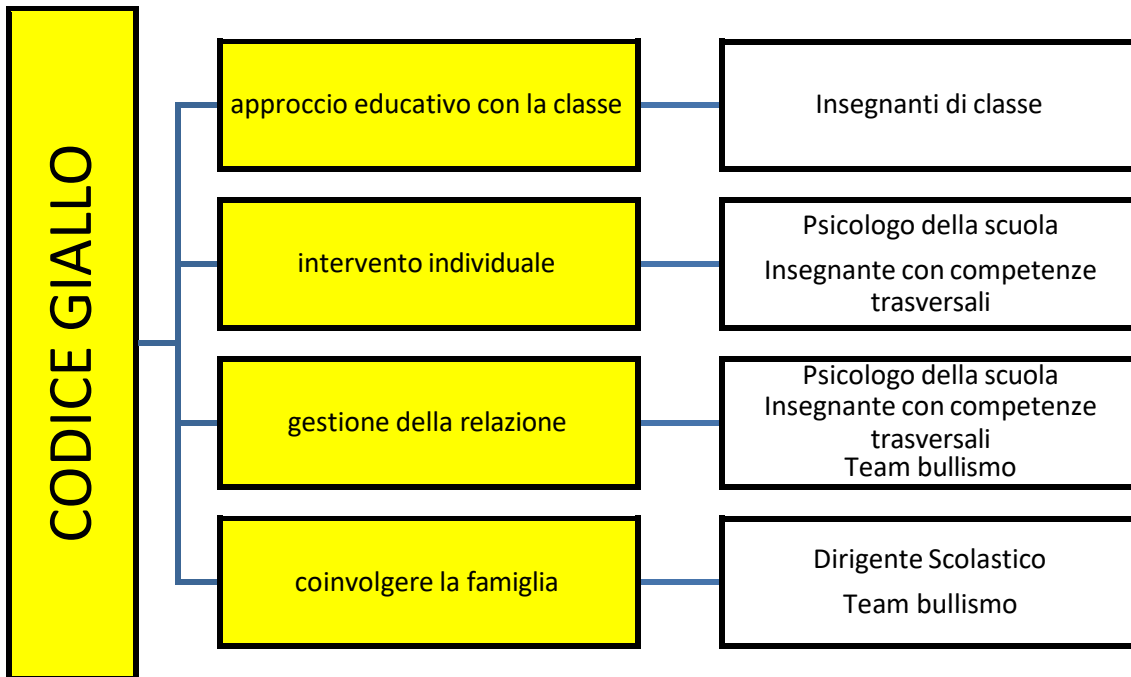 CODICE GIALLO
approccio educativo con la classe
Insegnanti di classe
intervento individuale
Psicologo della scuola
Insegnante con competenze
trasversali
gestione della relazione
Psicologo della scuola
Insegnante con competenze
trasversali
Team bullismo
coinvolgere la famiglia
Dirigente Scolastico
Team bullismo